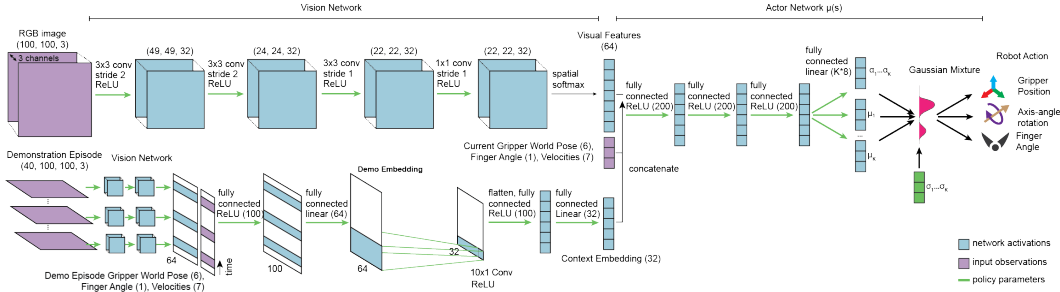 Vision Network
Actor Network μ(s)
RGB image
(100, 100, 3)
3 channels
3x3 conv
stride 2
ReLU
(49, 49, 32)
3x3 conv
stride 2
ReLU
(24, 24, 32)
3x3 conv
stride 1
ReLU
(22, 22, 32)
1x1 conv
stride 1
ReLU
(22, 22, 32)
spatial
softmax
Visual Features
(64)
Current Gripper World Pose (6),
Finger Angle (1), Velocities (7)
concatenate
fully
connected
ReLU (200)
fully
connected
ReLU (200)
fully
connected
ReLU (200)
fully
connected
linear (K*8)
σ₁...σₖ
μ₁
...
μₖ
Gaussian Mixture
σ₁...σₖ
Robot Action
Gripper
Position
Axis-angle
rotation
Finger
Angle
Demonstration Episode
(40, 100, 100, 3)
Vision Network
64
time
Demo Episode Gripper World Pose (6),
Finger Angle (1), Velocities (7)
fully
connected
ReLU (100)
100
fully
connected
linear (64)
Demo Embedding
64
32
10x1 Conv
ReLU
flatten, fully
connected
ReLU (100)
fully
connected
Linear (32)
Context Embedding (32)
network activations
input observations
policy parameters